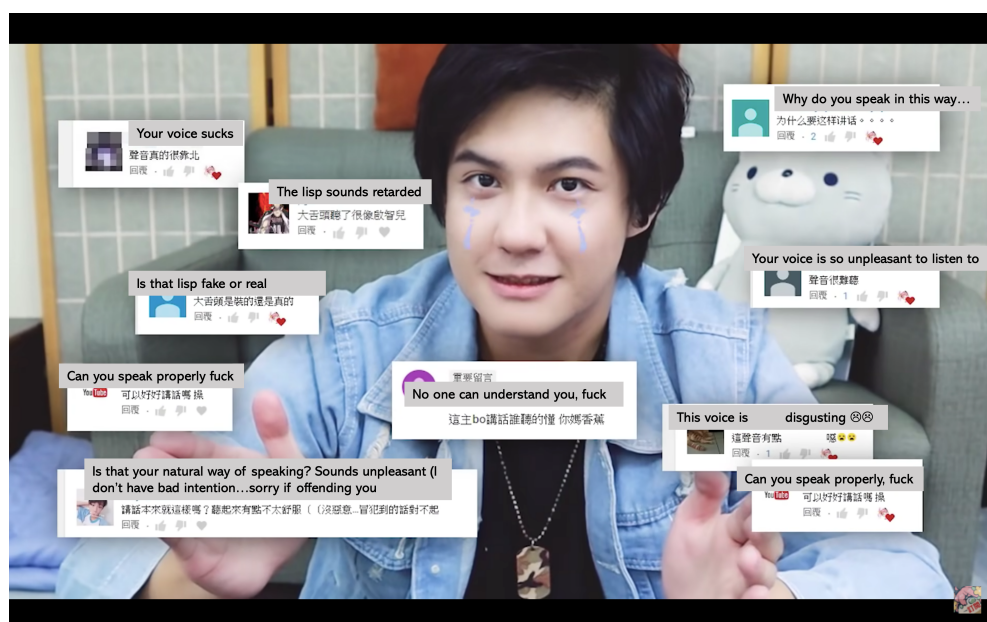 Why do you speak in this way...
为什么要这样讲话。。。。
回覆 · 2
Your voice sucks
聲音真的很靠北
回覆 ·
The lisp sounds retarded
大舌頭聽了很像啟智兒
回覆 ·
Your voice is so unpleasant to listen to
聲音很難聽
回覆 · 1
Is that lisp fake or real
大舌頭是裝的還是真的
回覆 ·
Can you speak properly fuck
YouTube
可以好好講話嗎 操
回覆 ·
重要留言
No one can understand you, fuck
這主bo講話誰聽的懂 你媽香蕉
This voice is disgusting ☹☹
這聲音有點 噁😫😫
回覆 · 1
Is that your natural way of speaking? Sounds unpleasant (I
don't have bad intention...sorry if offending you
講話本來就這樣嗎？聽起來有點不太舒服（（沒惡意...冒犯到的話對不起
回覆 ·
Can you speak properly, fuck
YouTube
可以好好講話嗎 操
回覆 ·